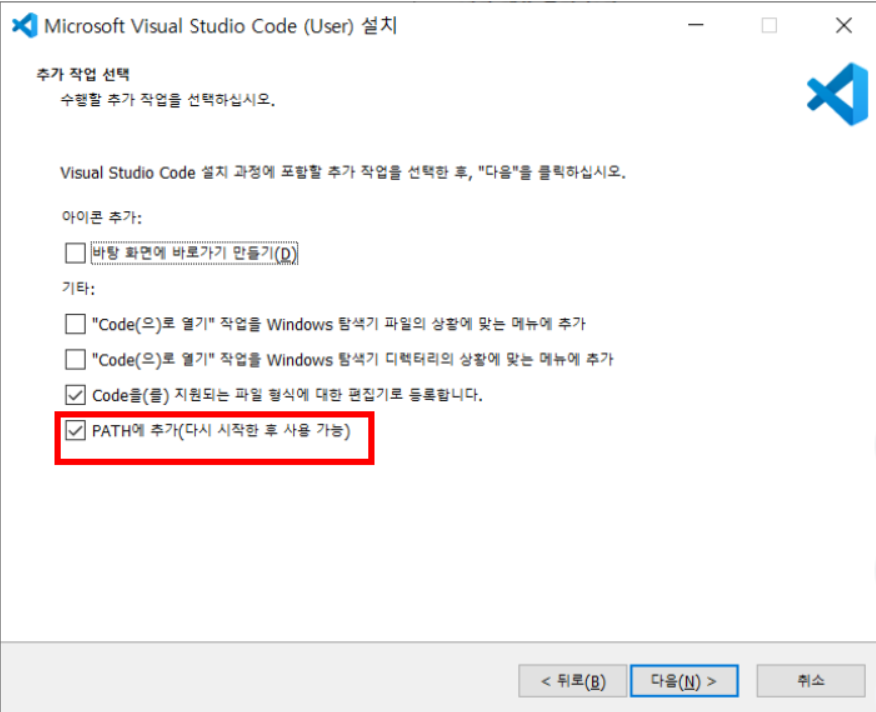 Microsoft Visual Studio Code (User) 설치
추가 작업 선택
수행할 추가 작업을 선택하십시오.
Visual Studio Code 설치 과정에 포함할 추가 작업을 선택한 후, "다음"을 클릭하십시오.
아이콘 추가:
바탕 화면에 바로가기 만들기(D)
기타:
"Code(으)로 열기" 작업을 Windows 탐색기 파일의 상황에 맞는 메뉴에 추가
"Code(으)로 열기" 작업을 Windows 탐색기 디렉터리의 상황에 맞는 메뉴에 추가
Code을(를) 지원되는 파일 형식에 대한 편집기로 등록합니다.
PATH에 추가(다시 시작한 후 사용 가능)
< 뒤로(B) 다음(N) > 취소